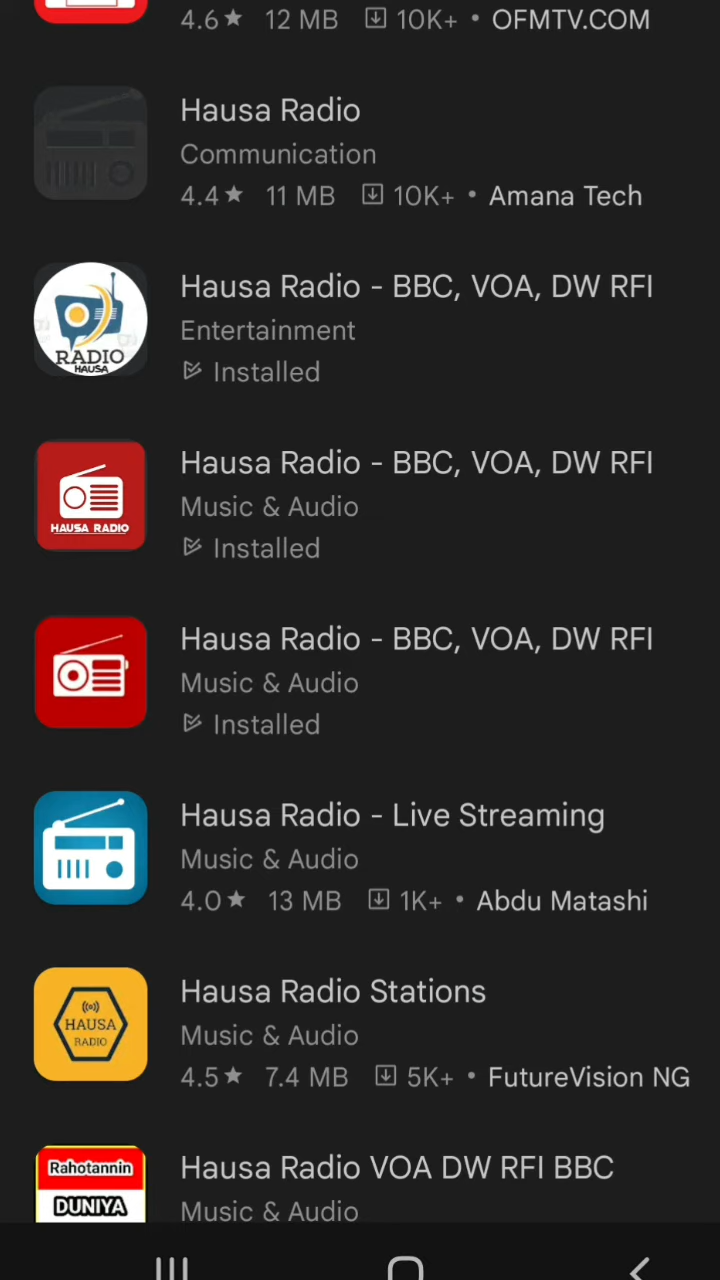 4.6★ 12 MB 10K+ • OFMTV.COM
Hausa Radio
Communication
4.4★ 11 MB 10K+ • Amana Tech
Hausa Radio - BBC, VOA, DW RFI
Entertainment
Installed
RADIO
HAUSA
Hausa Radio - BBC, VOA, DW RFI
Music & Audio
Installed
HAUSA RADIO
Hausa Radio - BBC, VOA, DW RFI
Music & Audio
Installed
Hausa Radio - Live Streaming
Music & Audio
4.0★ 13 MB 1K+ • Abdu Matashi
Hausa Radio Stations
Music & Audio
4.5★ 7.4 MB 5K+ • FutureVision NG
HAUSA
RADIO
Hausa Radio VOA DW RFI BBC
Music & Audio
Rahotannin
DUNIYA